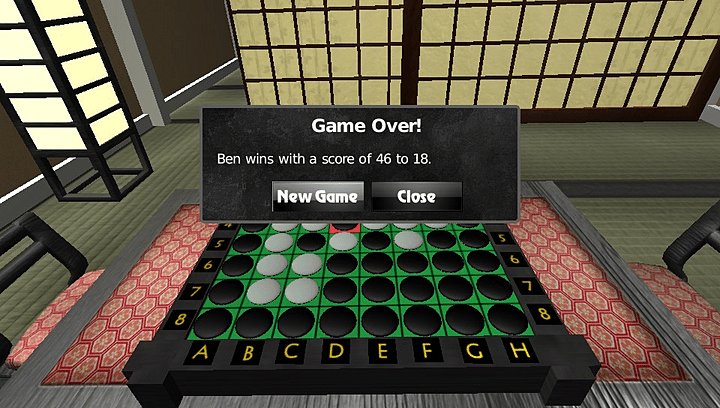 Game Over!
Ben wins with a score of 46 to 18.
New Game Close
5 5
6 6
7 7
8 8
A B C D E F G H